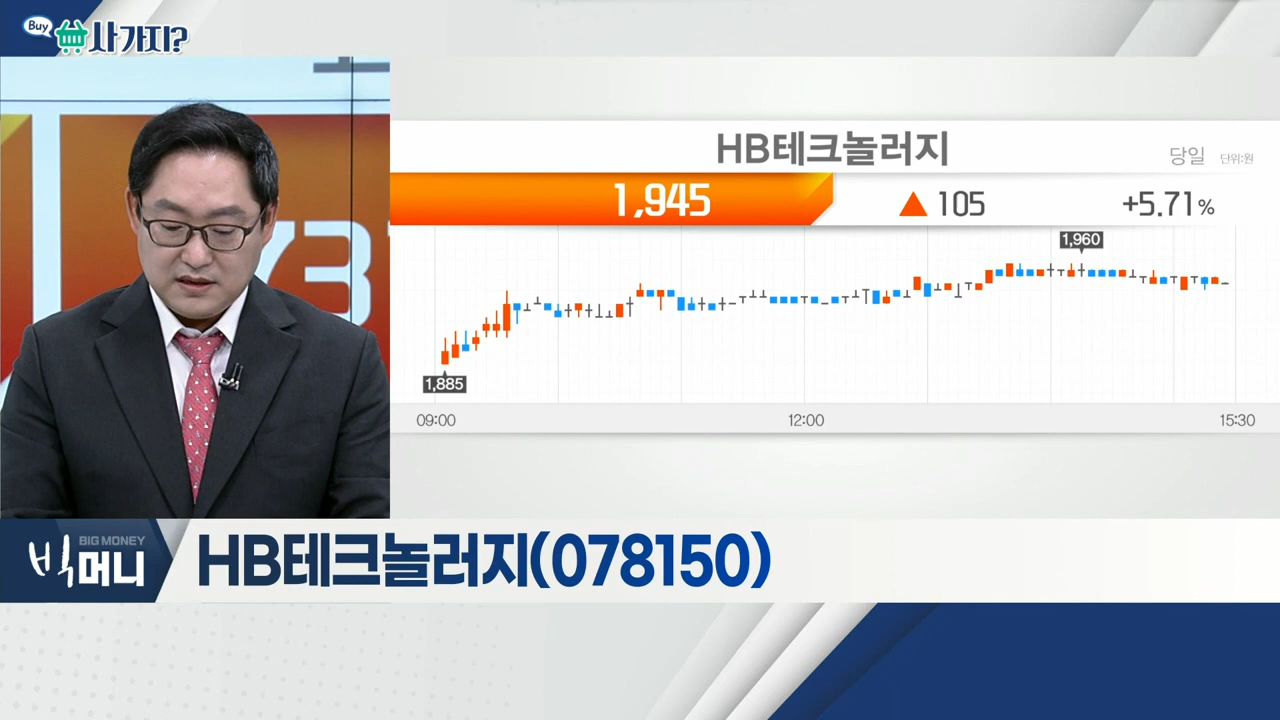 Buy
사가지?
73
HB테크놀러지
당일 단위:원
1,945 ▲ 105 +5.71%
1,960
1,885
09:00 12:00 15:30
BIG MONEY
빅머니
HB테크놀러지(078150)